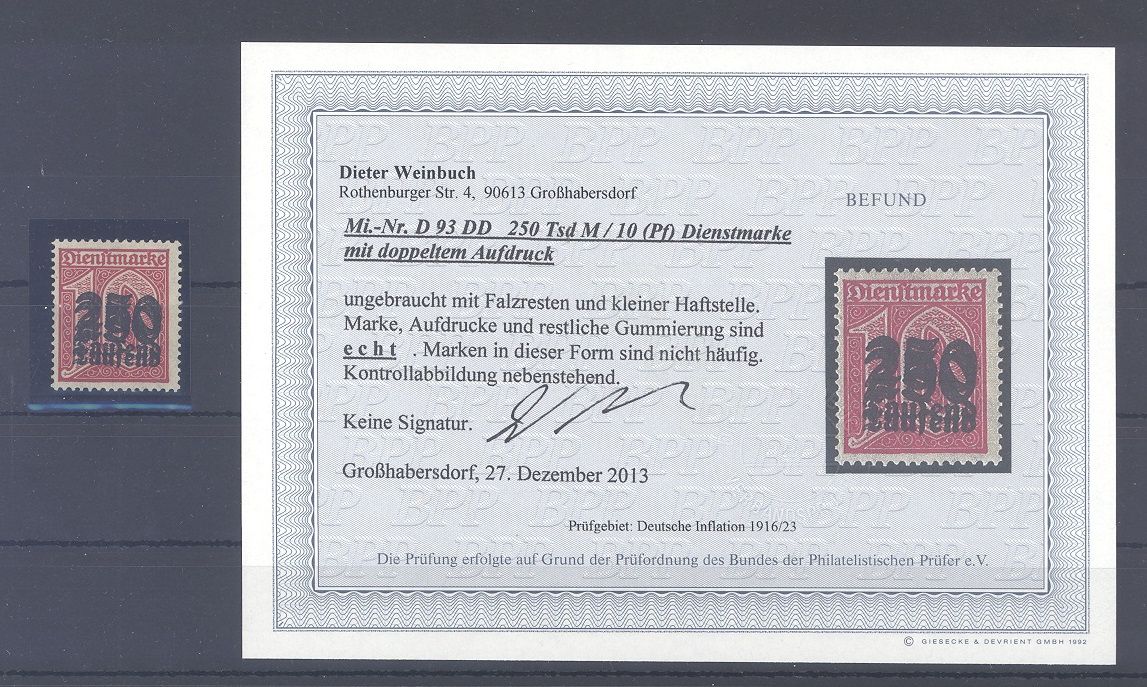 Dienstmarke
10
250
Tausend
Dieter Weinbuch
Rothenburger Str. 4, 90613 Großhabersdorf
BEFUND
Mi.-Nr. D 93 DD 250 Tsd M / 10 (Pf) Dienstmarke
mit doppeltem Aufdruck
ungebraucht mit Falzresten und kleiner Haftstelle.
Marke, Aufdrucke und restliche Gummierung sind
e c h t . Marken in dieser Form sind nicht häufig.
Kontrollabbildung nebenstehend.
Keine Signatur.
Großhabersdorf, 27. Dezember 2013
Dienstmarke
10
250
Tausend
Prüfgebiet: Deutsche Inflation 1916/23
Die Prüfung erfolgte auf Grund der Prüfordnung des Bundes der Philatelistischen Prüfer e.V.
© GIESECKE & DEVRIENT GMBH 1992